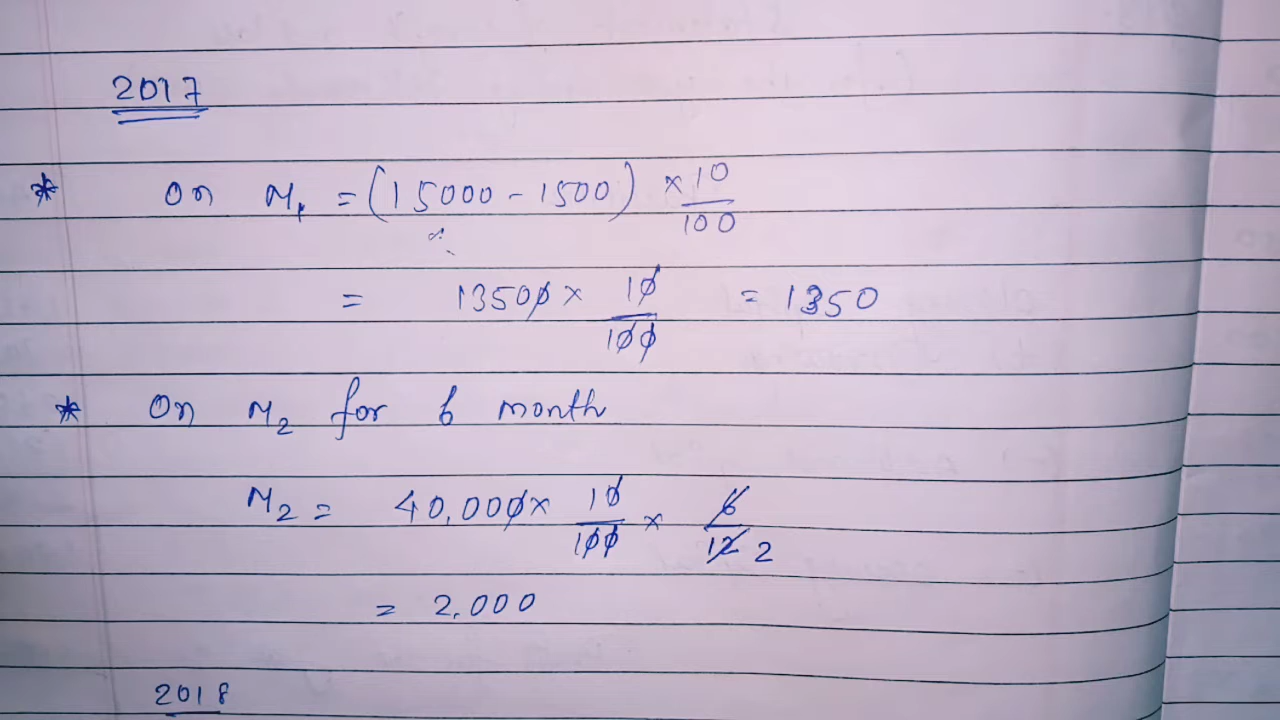 2017
* On M1 = (15000 - 1500) × 10/100
= 13500 × 10/100 = 1350
* On M2 for 6 month
M2 = 40,000 × 10/100 × 6/12 2
= 2,000
2018